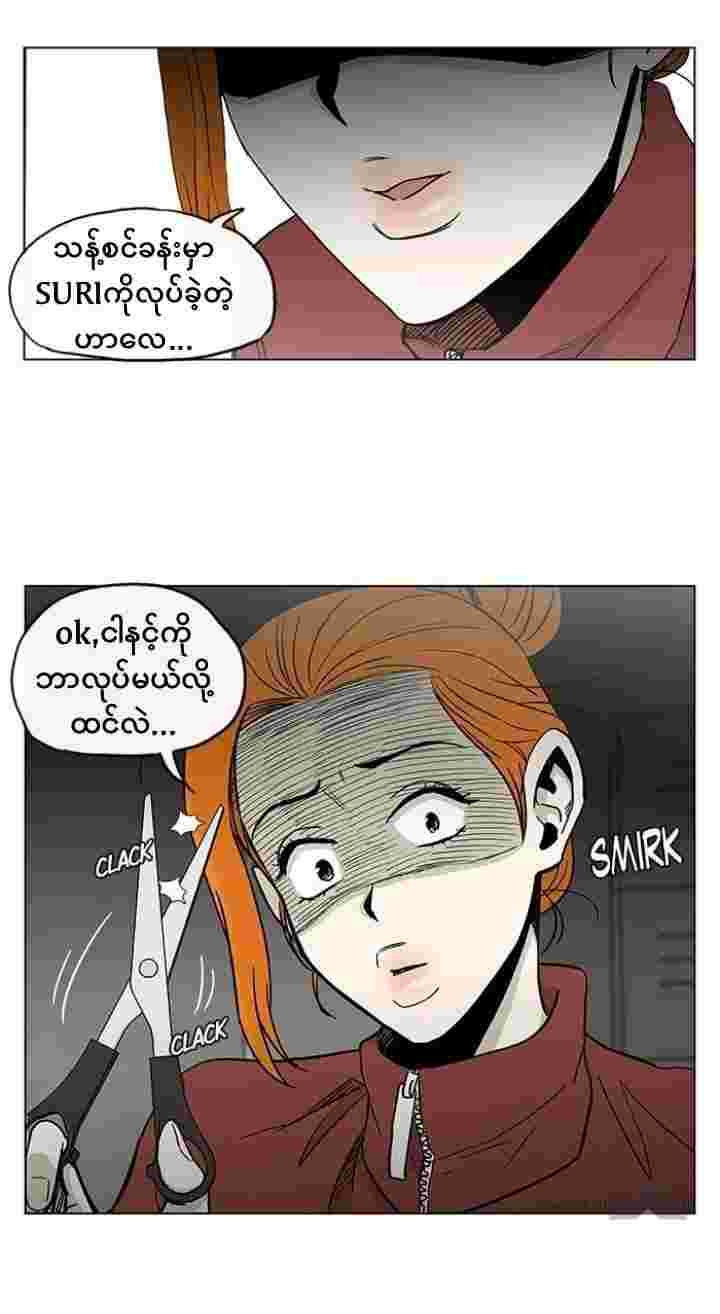 သန့်စင်ခန်းမှာ
SURIကိုလုပ်ခဲ့တဲ့
ဟာလေ...
ok,ငါနင့်ကို
ဘာလုပ်မယ်လို့
ထင်လဲ...
CLACK
SMIRK
CLACK